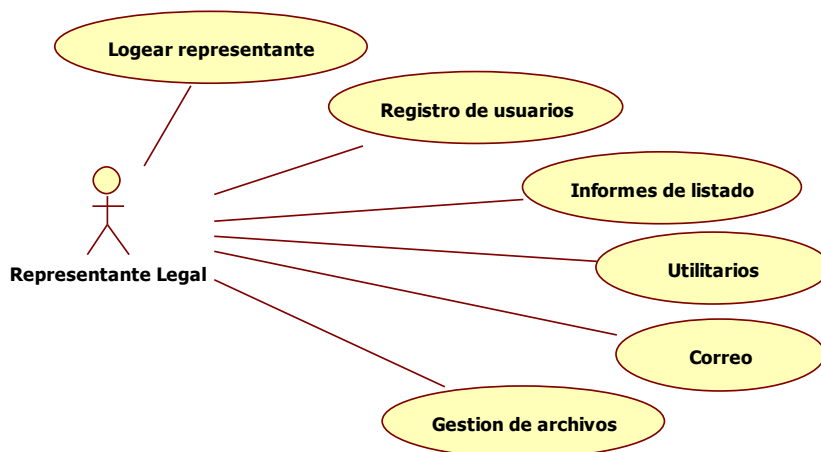 Logear representante
Registro de usuarios
Informes de listado
Representante Legal
Utilitarios
Correo
Gestion de archivos